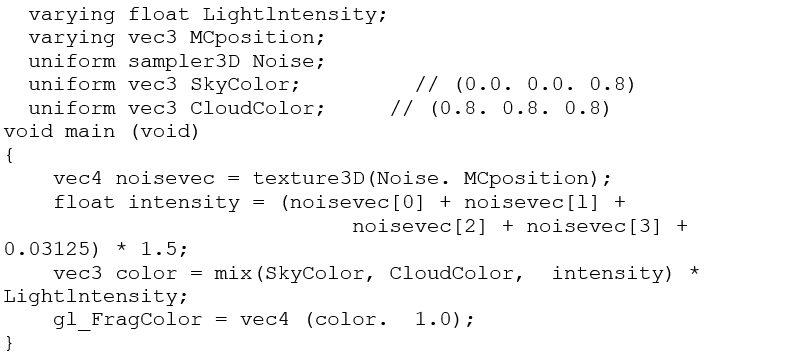 varying float Lightlntensity;
varying vec3 MCposition;
uniform sampler3D Noise;
uniform vec3 SkyColor; // (0.0. 0.0. 0.8)
uniform vec3 CloudColor; // (0.8. 0.8. 0.8)
void main (void)
{
vec4 noisevec = texture3D(Noise. MCposition);
float intensity = (noisevec[0] + noisevec[l] +
noisevec[2] + noisevec[3] +
0.03125) * 1.5;
vec3 color = mix(SkyColor, CloudColor, intensity) *
Lightlntensity;
gl_FragColor = vec4 (color. 1.0);
}